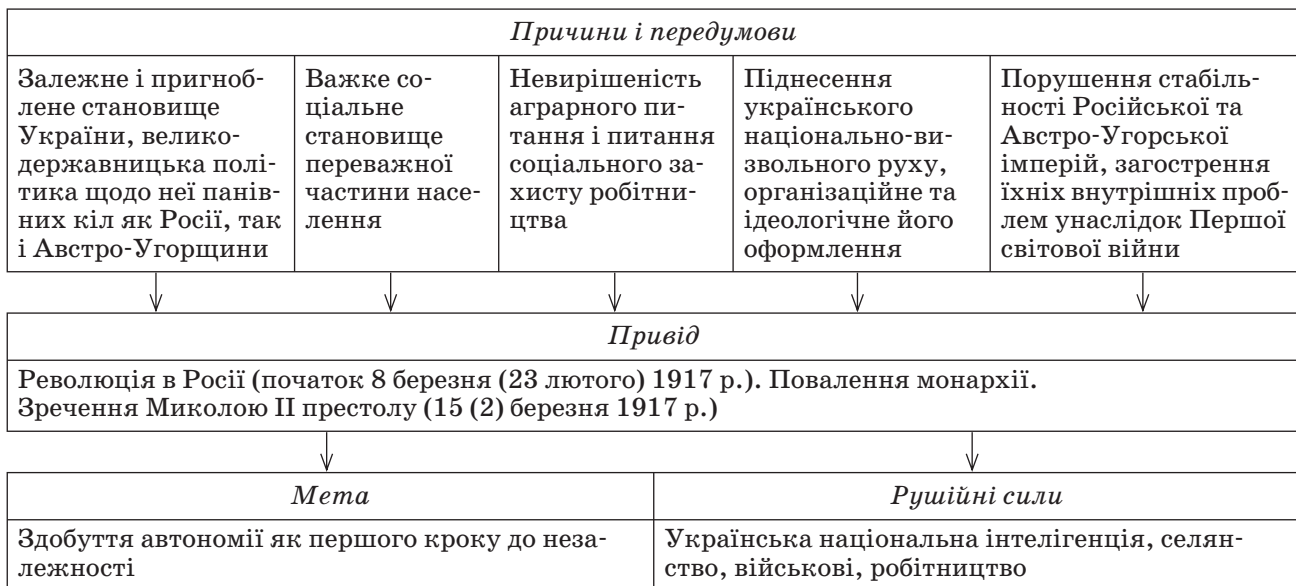 Причини і передумови
Залежне і пригноб-
лене становище
України, велико-
державницька полі-
тика щодо неї панів-
них кіл як Росії, так
і Австро-Угорщини
Важке со-
ціальне
становище
переважної
частини насе-
лення
Невирішеність
аграрного пи-
тання і питання
соціального за-
хисту робітни-
цтва
Піднесення
українського
національно-ви-
звольного руху,
організаційне та
ідеологічне його
оформлення
Порушення стабіль-
ності Російської та
Австро-Угорської
імперій, загострення
їхніх внутрішніх проб-
лем унаслідок Першої
світової війни
Привід
Революція в Росії (початок 8 березня (23 лютого) 1917 р.). Повалення монархії.
Зречення Миколою II престолу (15 (2) березня 1917 р.)
Мета
Здобуття автономії як першого кроку до неза-
лежності
Рушійні сили
Українська національна інтелігенція, селян-
ство, військові, робітництво